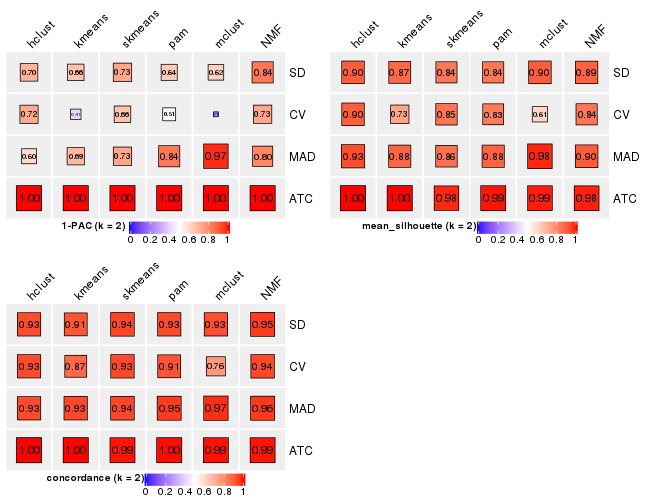 hclust kmeans skmeans pam mclust NMF
0.70 0.66 0.73 0.64 0.62 0.84 SD
0.72 0.66 0.51 0.73 CV
0.60 0.69 0.73 0.84 0.97 0.80 MAD
1.00 1.00 1.00 1.00 1.00 1.00 ATC
1-PAC (k = 2)
0 0.2 0.4 0.6 0.8 1
hclust kmeans skmeans pam mclust NMF
0.90 0.87 0.84 0.84 0.90 0.89 SD
0.90 0.73 0.85 0.83 0.61 0.84 CV
0.93 0.88 0.86 0.88 0.98 0.90 MAD
1.00 1.00 0.98 0.99 0.99 0.98 ATC
mean_silhouette (k = 2)
0 0.2 0.4 0.6 0.8 1
hclust kmeans skmeans pam mclust NMF
0.93 0.91 0.94 0.93 0.93 0.95 SD
0.93 0.87 0.93 0.91 0.76 0.94 CV
0.93 0.93 0.94 0.95 0.97 0.96 MAD
1.00 1.00 0.99 1.00 0.99 0.99 ATC
concordance (k = 2)
0 0.2 0.4 0.6 0.8 1